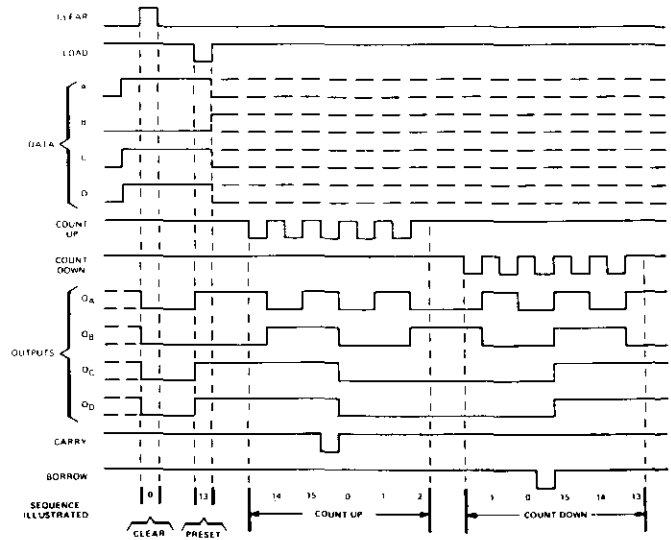 CLEAR
LOAD
A
B
C
D
DATA
COUNT UP
COUNT DOWN
QA
QB
QC
QD
OUTPUTS
CARRY
BORROW
SEQUENCE ILLUSTRATED
0 13 14 15 0 1 2 1 0 15 14 13
CLEAR PRESET COUNT UP COUNT DOWN